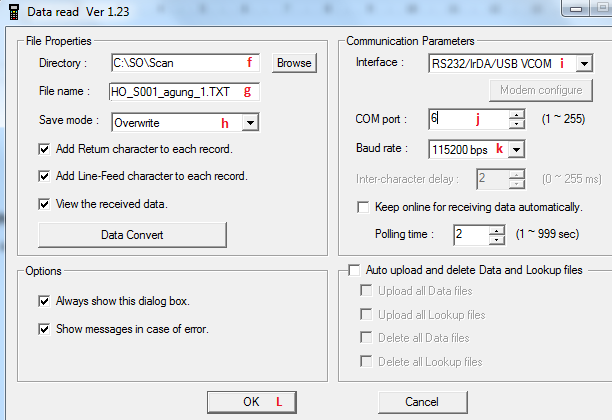 Data read Ver 1.23
File Properties
Directory : C:\SO\Scan f Browse
File name : HO_S001_agung_1.TXT g
Save mode : Overwrite h
Add Return character to each record.
Add Line-Feed character to each record.
View the received data.
Data Convert
Communication Parameters
Interface : RS232/IrDA/USB VCOM i
Modem configure
COM port : 6 j (1 ~ 255)
Baud rate : 115200 bps k
Inter-character delay : 2 (0 ~ 255 ms)
Keep online for receiving data automatically.
Polling time : 2 (1 ~ 999 sec)
Options
Always show this dialog box.
Show messages in case of error.
Auto upload and delete Data and Lookup files
Upload all Data files
Upload all Lookup files
Delete all Data files
Delete all Lookup files
OK L
Cancel